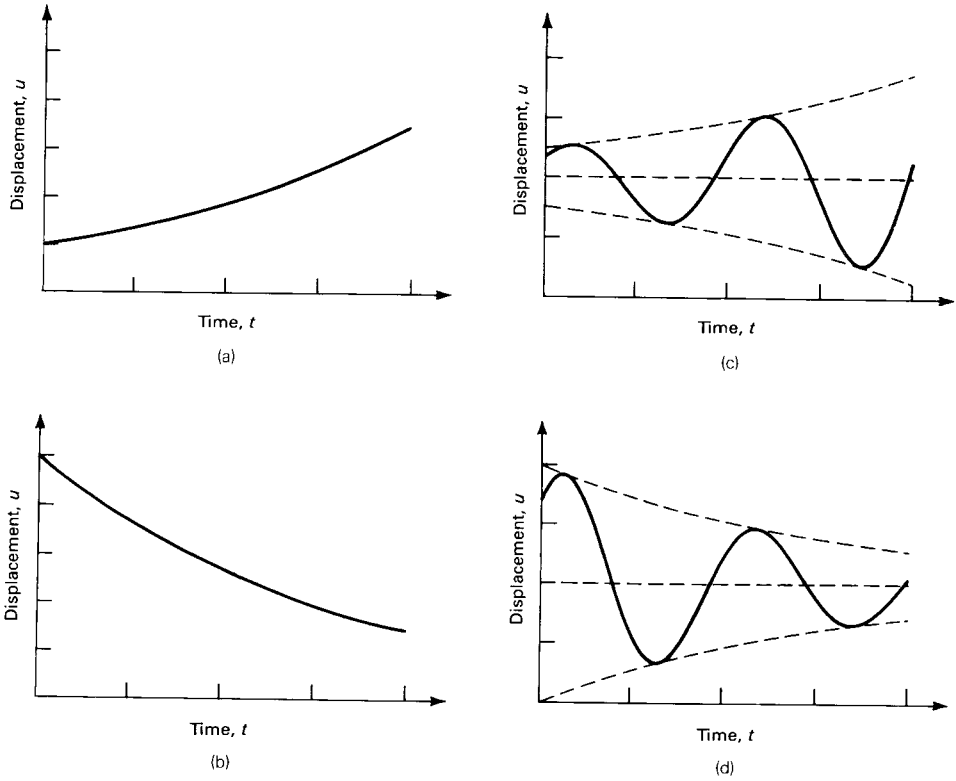 Displacement, u
Time, t
(a)
Displacement, u
Time, t
(c)
Displacement, u
Time, t
(b)
Displacement, u
Time, t
(d)